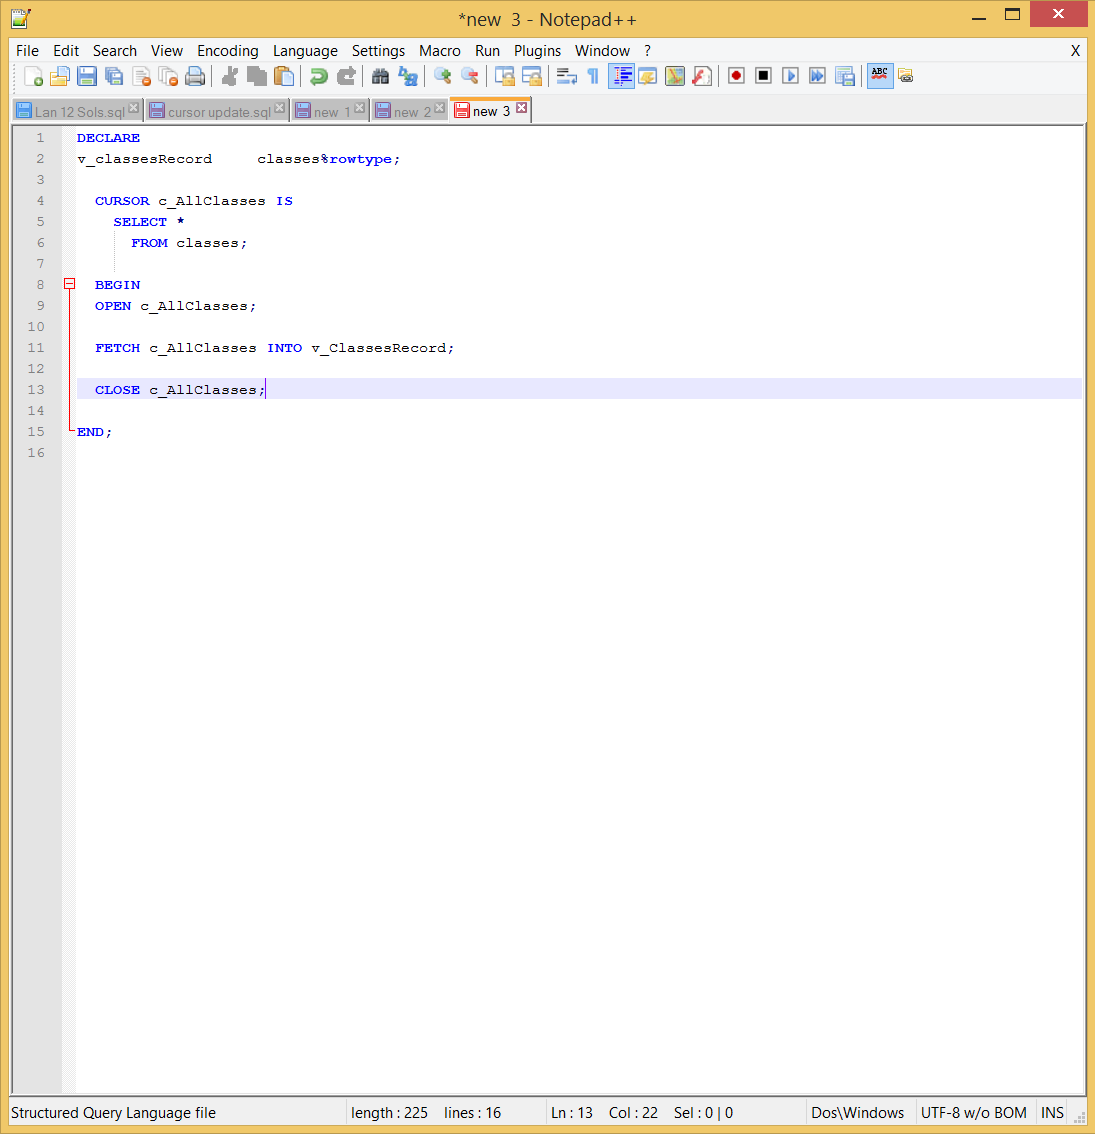 *new 3 - Notepad++
File Edit Search View Encoding Language Settings Macro Run Plugins Window ? X
ABC
Lan 12 Sols.sql cursor update.sql new 1 new 2 new 3
1 DECLARE
2 v_classesRecord classes%rowtype;
3
4 CURSOR c_AllClasses IS
5 SELECT *
6 FROM classes;
7
8 BEGIN
9 OPEN c_AllClasses;
10
11 FETCH c_AllClasses INTO v_ClassesRecord;
12
13 CLOSE c_AllClasses;
14
15 END;
16
Structured Query Language file length : 225 lines : 16 Ln : 13 Col : 22 Sel : 0 | 0 Dos\Windows UTF-8 w/o BOM INS